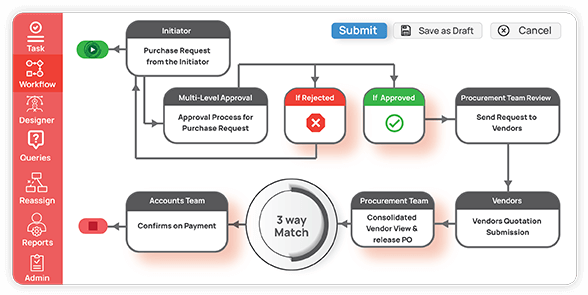 Task
Workflow
Designer
Queries
Reassign
Reports
Admin
Submit
Save as Draft
Cancel
Initiator
Purchase Request
from the Initiator
Multi-Level Approval
Approval Process for
Purchase Request
If Rejected
If Approved
Procurement Team Review
Send Request to
Vendors
Accounts Team
Confirms on Payment
3 way
Match
Procurement Team
Consolidated
Vendor View &
release PO
Vendors
Vendors Quotation
Submission